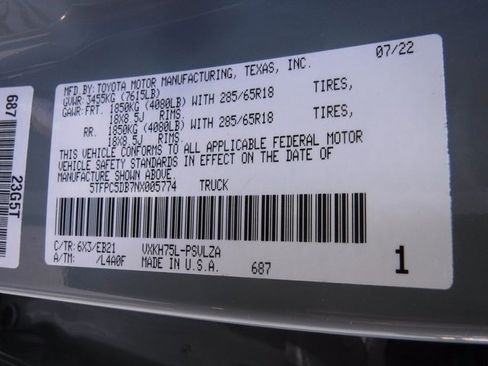 07/22
MFD.BY:TOYOTA MOTOR MANUFACTURING, TEXAS, INC.
GVWR: 3455KG (7615LB)
GAWR:FRT. 1850KG (4080LB) WITH 285/65R18 TIRES,
18X8.5J RIMS,
RR. 1850KG (4080LB) WITH 285/65R18 TIRES,
18X8.5J RIMS
THIS VEHICLE CONFORMS TO ALL APPLICABLE FEDERAL MOTOR
VEHICLE SAFETY STANDARDS IN EFFECT ON THE DATE OF
MANUFACTURE SHOWN ABOVE.
5TFPC5DB7NX005774 TRUCK
C/TR: 6X3/EB21 VXKH75L-PSVLZA
A/TM: /L4A0F MADE IN U.S.A. 687 1
687 23G5T